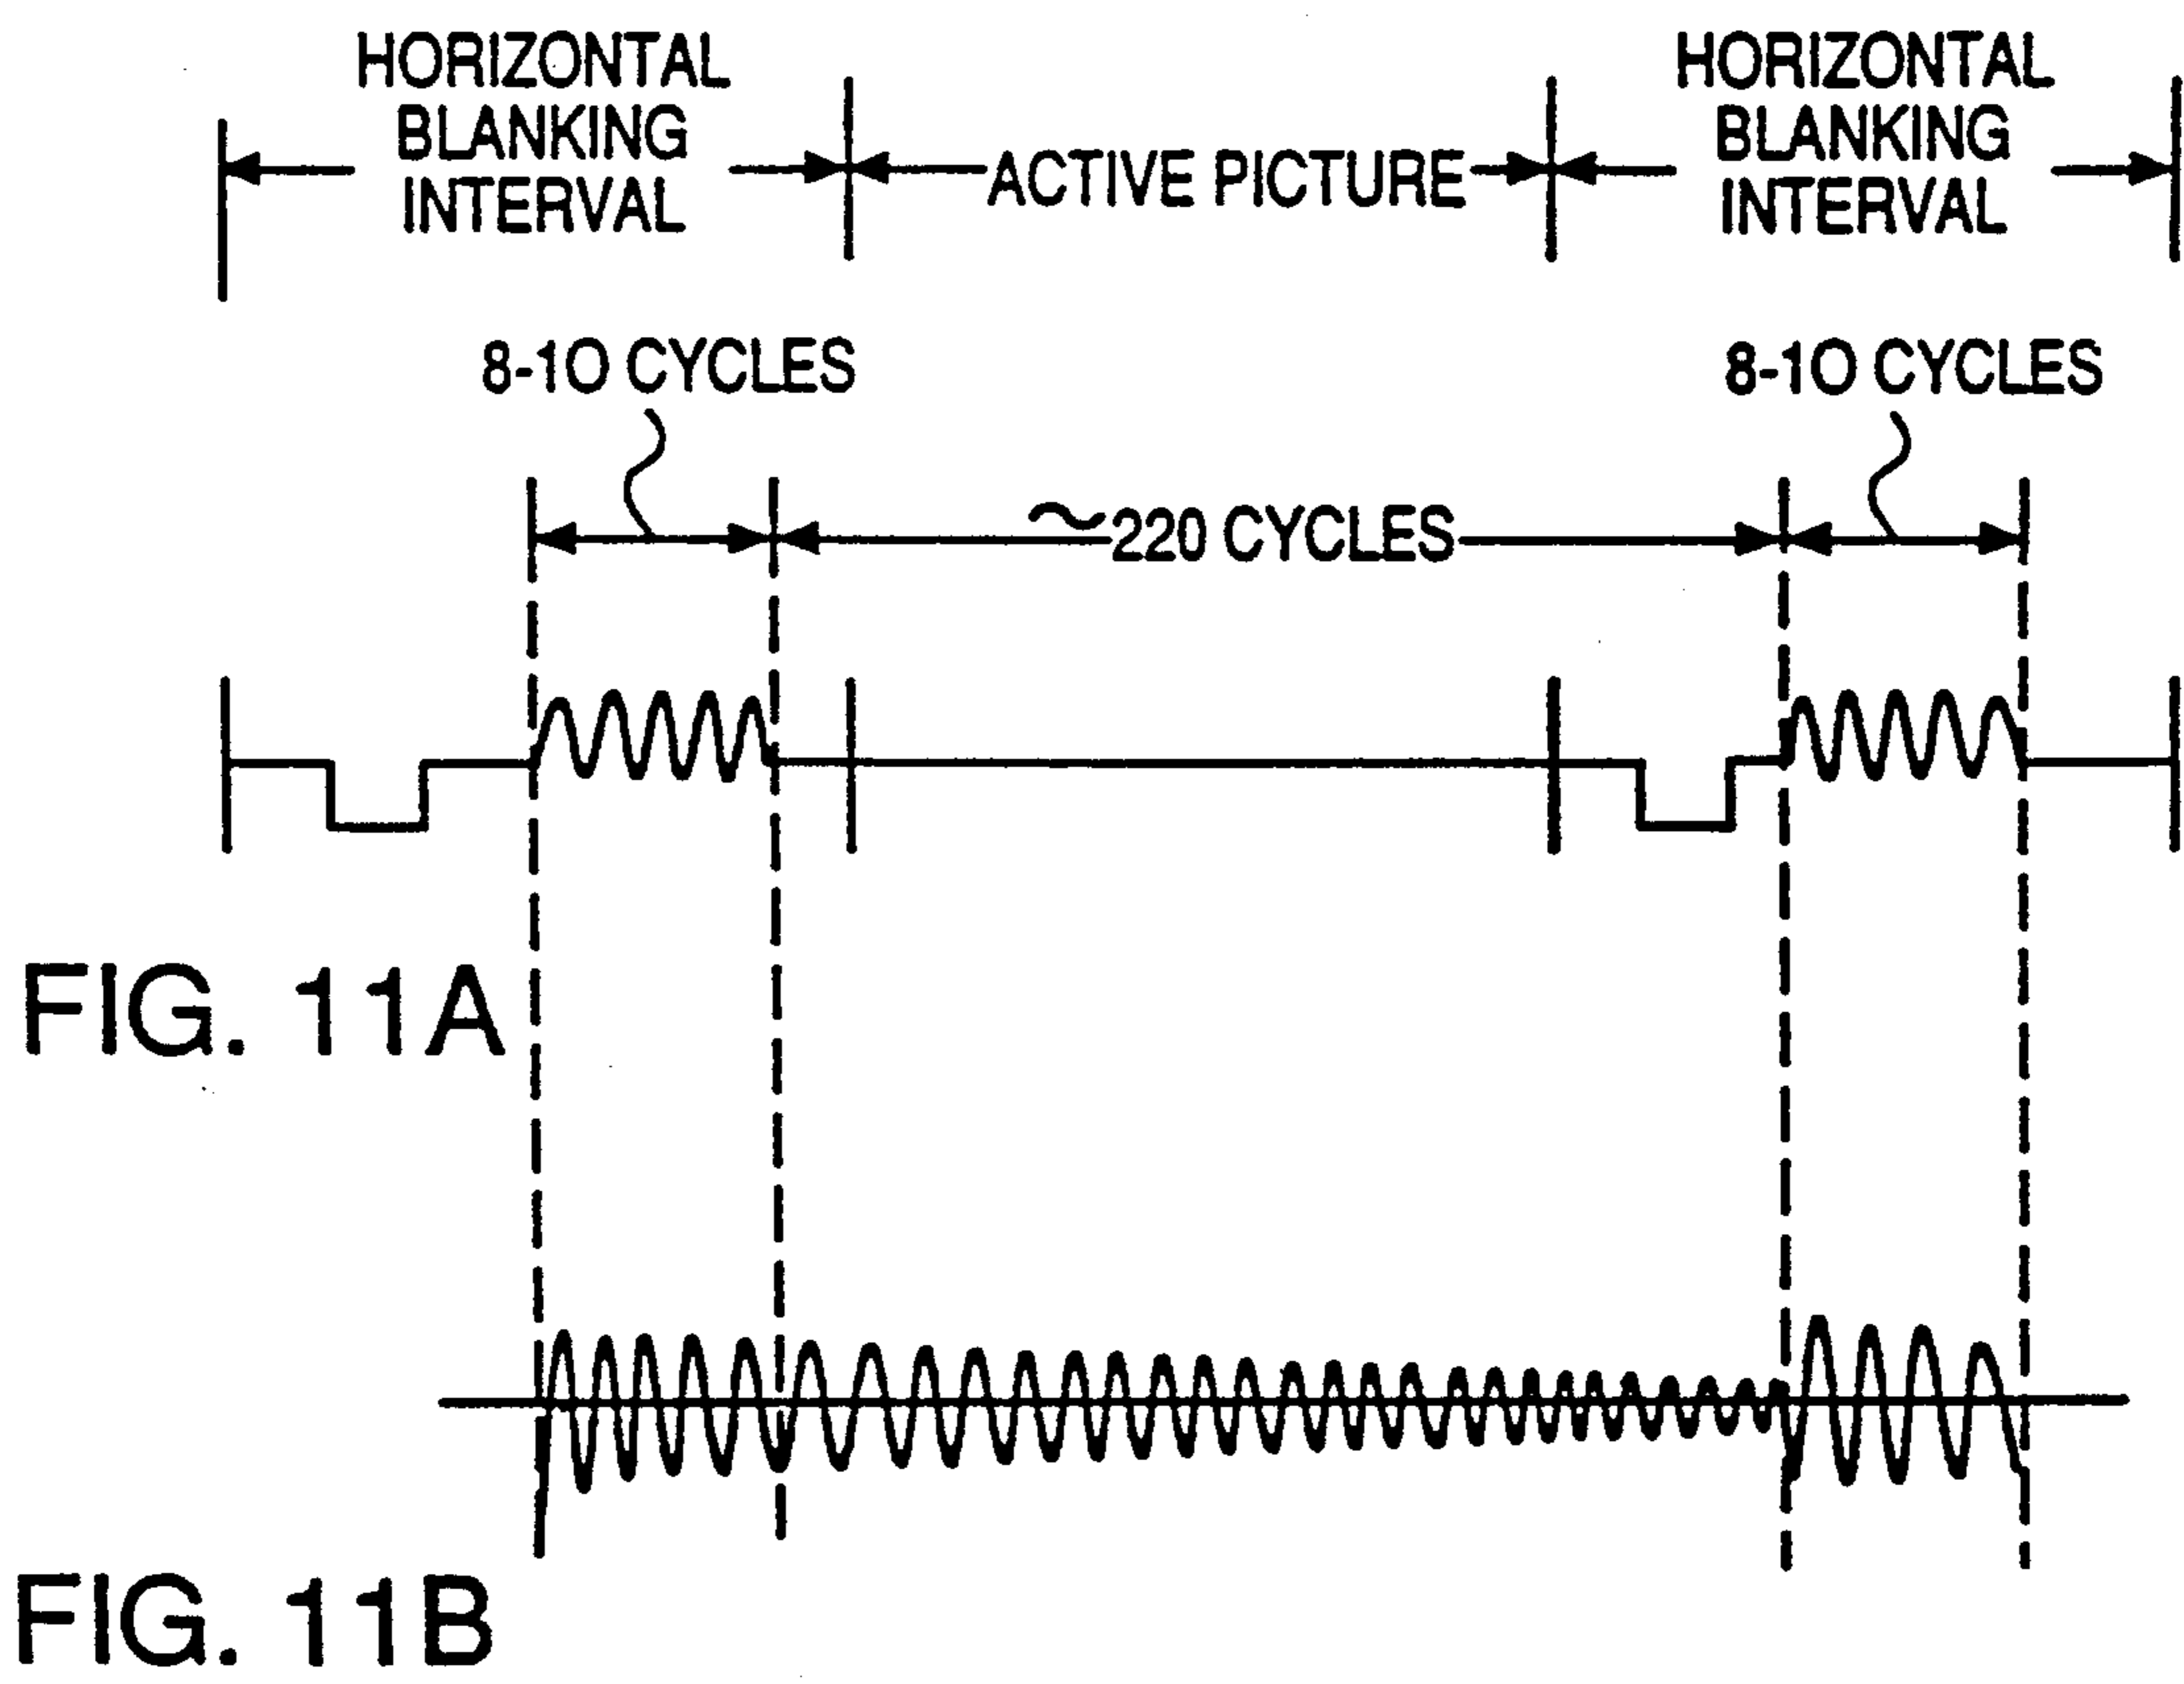 HORIZONTAL
BLANKING
INTERVAL
ACTIVE PICTURE
HORIZONTAL
BLANKING
INTERVAL
8-10 CYCLES
8-10 CYCLES
~220 CYCLES
FIG. 11A
FIG. 11B